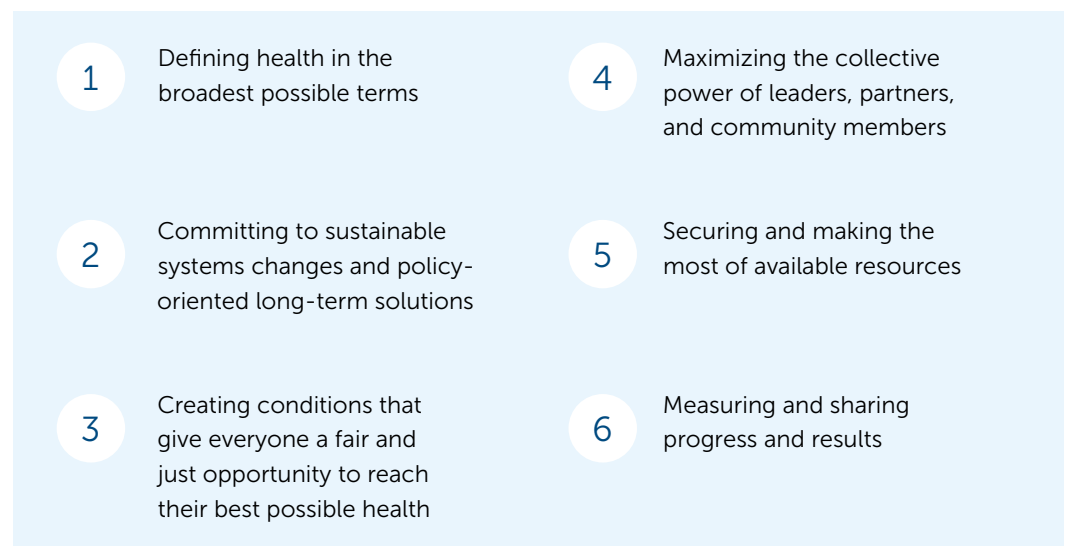 1
Defining health in the
broadest possible terms
2
Committing to sustainable
systems changes and policy-
oriented long-term solutions
3
Creating conditions that
give everyone a fair and
just opportunity to reach
their best possible health
4
Maximizing the collective
power of leaders, partners,
and community members
5
Securing and making the
most of available resources
6
Measuring and sharing
progress and results